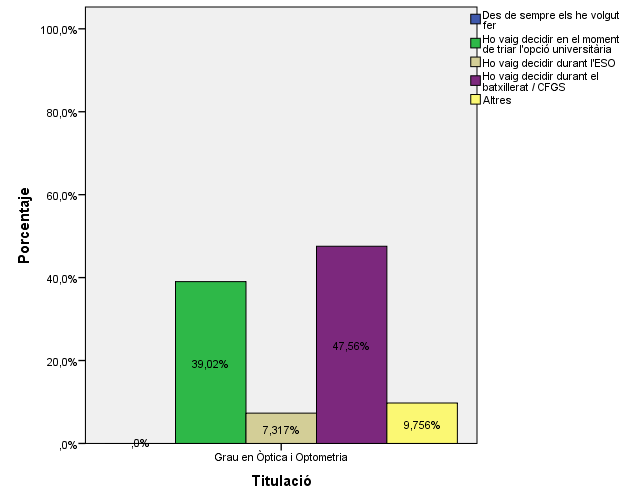 Des de sempre els he volgut
fer
Ho vaig decidir en el moment
de triar l'opció universitària
Ho vaig decidir durant l'ESO
Ho vaig decidir durant el
batxillerat / CFGS
Altres
100,0%
80,0%
60,0%
40,0%
20,0%
,0%
Porcentaje
,0%
39,02%
7,317%
47,56%
9,756%
Grau en Òptica i Optometria
Titulació